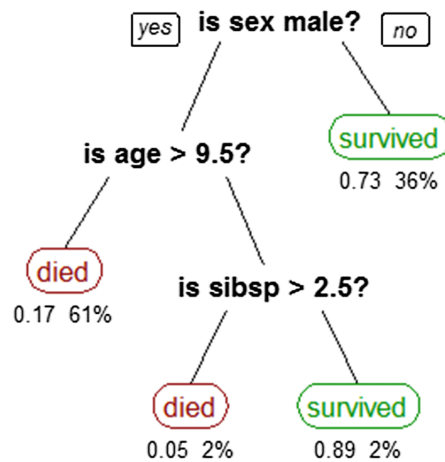 yes is sex male? no
is age > 9.5?
survived
0.73 36%
died
0.17 61%
is sibsp > 2.5?
died
0.05 2%
survived
0.89 2%